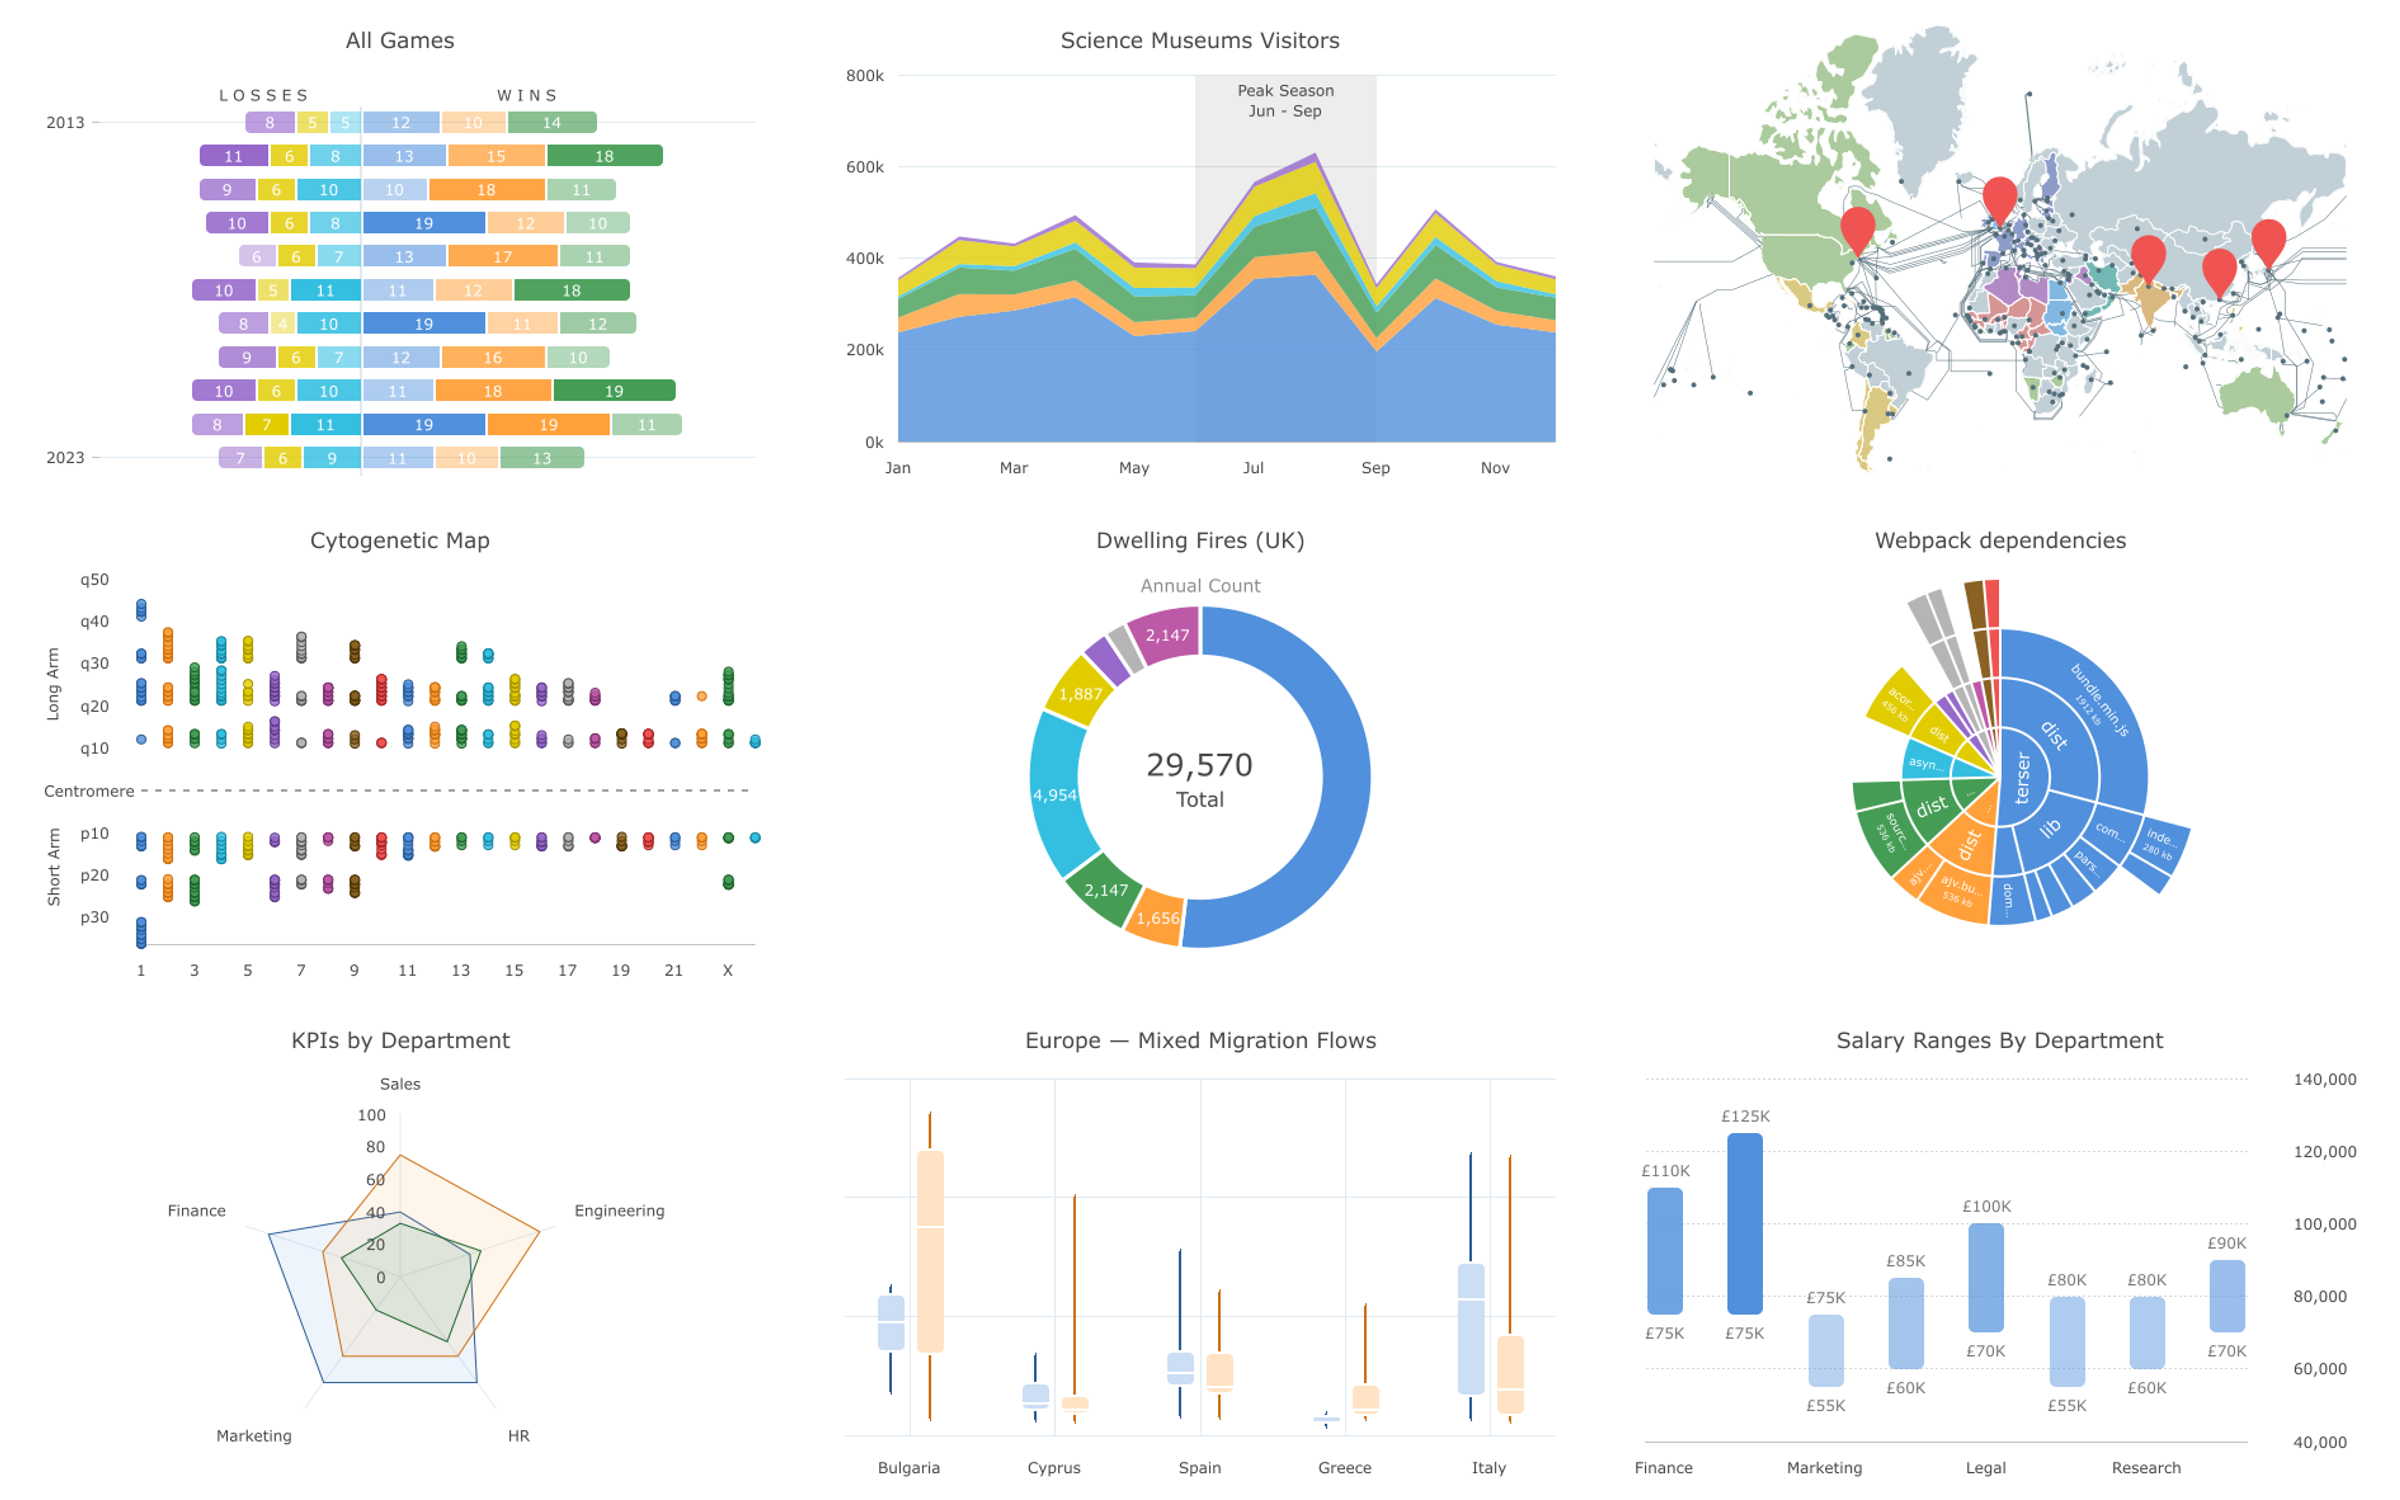 All Games
LOSSES WINS
2013 8 5 5 12 10 14
11 6 8 13 15 18
9 6 10 10 18 11
10 6 8 19 12 10
6 6 7 13 17 11
10 5 11 11 12 18
8 4 10 19 11 12
9 6 7 12 16 10
10 6 10 11 18 19
8 7 11 19 19 11
2023 7 6 9 11 10 13
Science Museums Visitors
800k
600k
400k
200k
0k
Peak Season
Jun - Sep
Jan Mar May Jul Sep Nov
Cytogenetic Map
Long Arm
q50
q40
q30
q20
q10
Centromere
Short Arm
p10
p20
p30
1 3 5 7 9 11 13 15 17 19 21 X
Dwelling Fires (UK)
Annual Count
2,147
1,887
4,954
2,147
1,656
29,570
Total
Webpack dependencies
bundle.min.js
1912 kb
dist
terser
lib
com...
inde...
280 kb
pars...
pom...
...
dist
ajv.bu...
536 kb
ajv...
...
dist
sourc...
536 kb
asyn...
dist
acor...
456 kb
KPIs by Department
Sales
100
80
60
40
20
0
Finance
Engineering
Marketing
HR
Europe — Mixed Migration Flows
Bulgaria Cyprus Spain Greece Italy
Salary Ranges By Department
140,000
120,000
100,000
80,000
60,000
40,000
£110K
£75K
£125K
£75K
£75K
£55K
£85K
£60K
£100K
£70K
£80K
£55K
£80K
£60K
£90K
£70K
Finance Marketing Legal Research